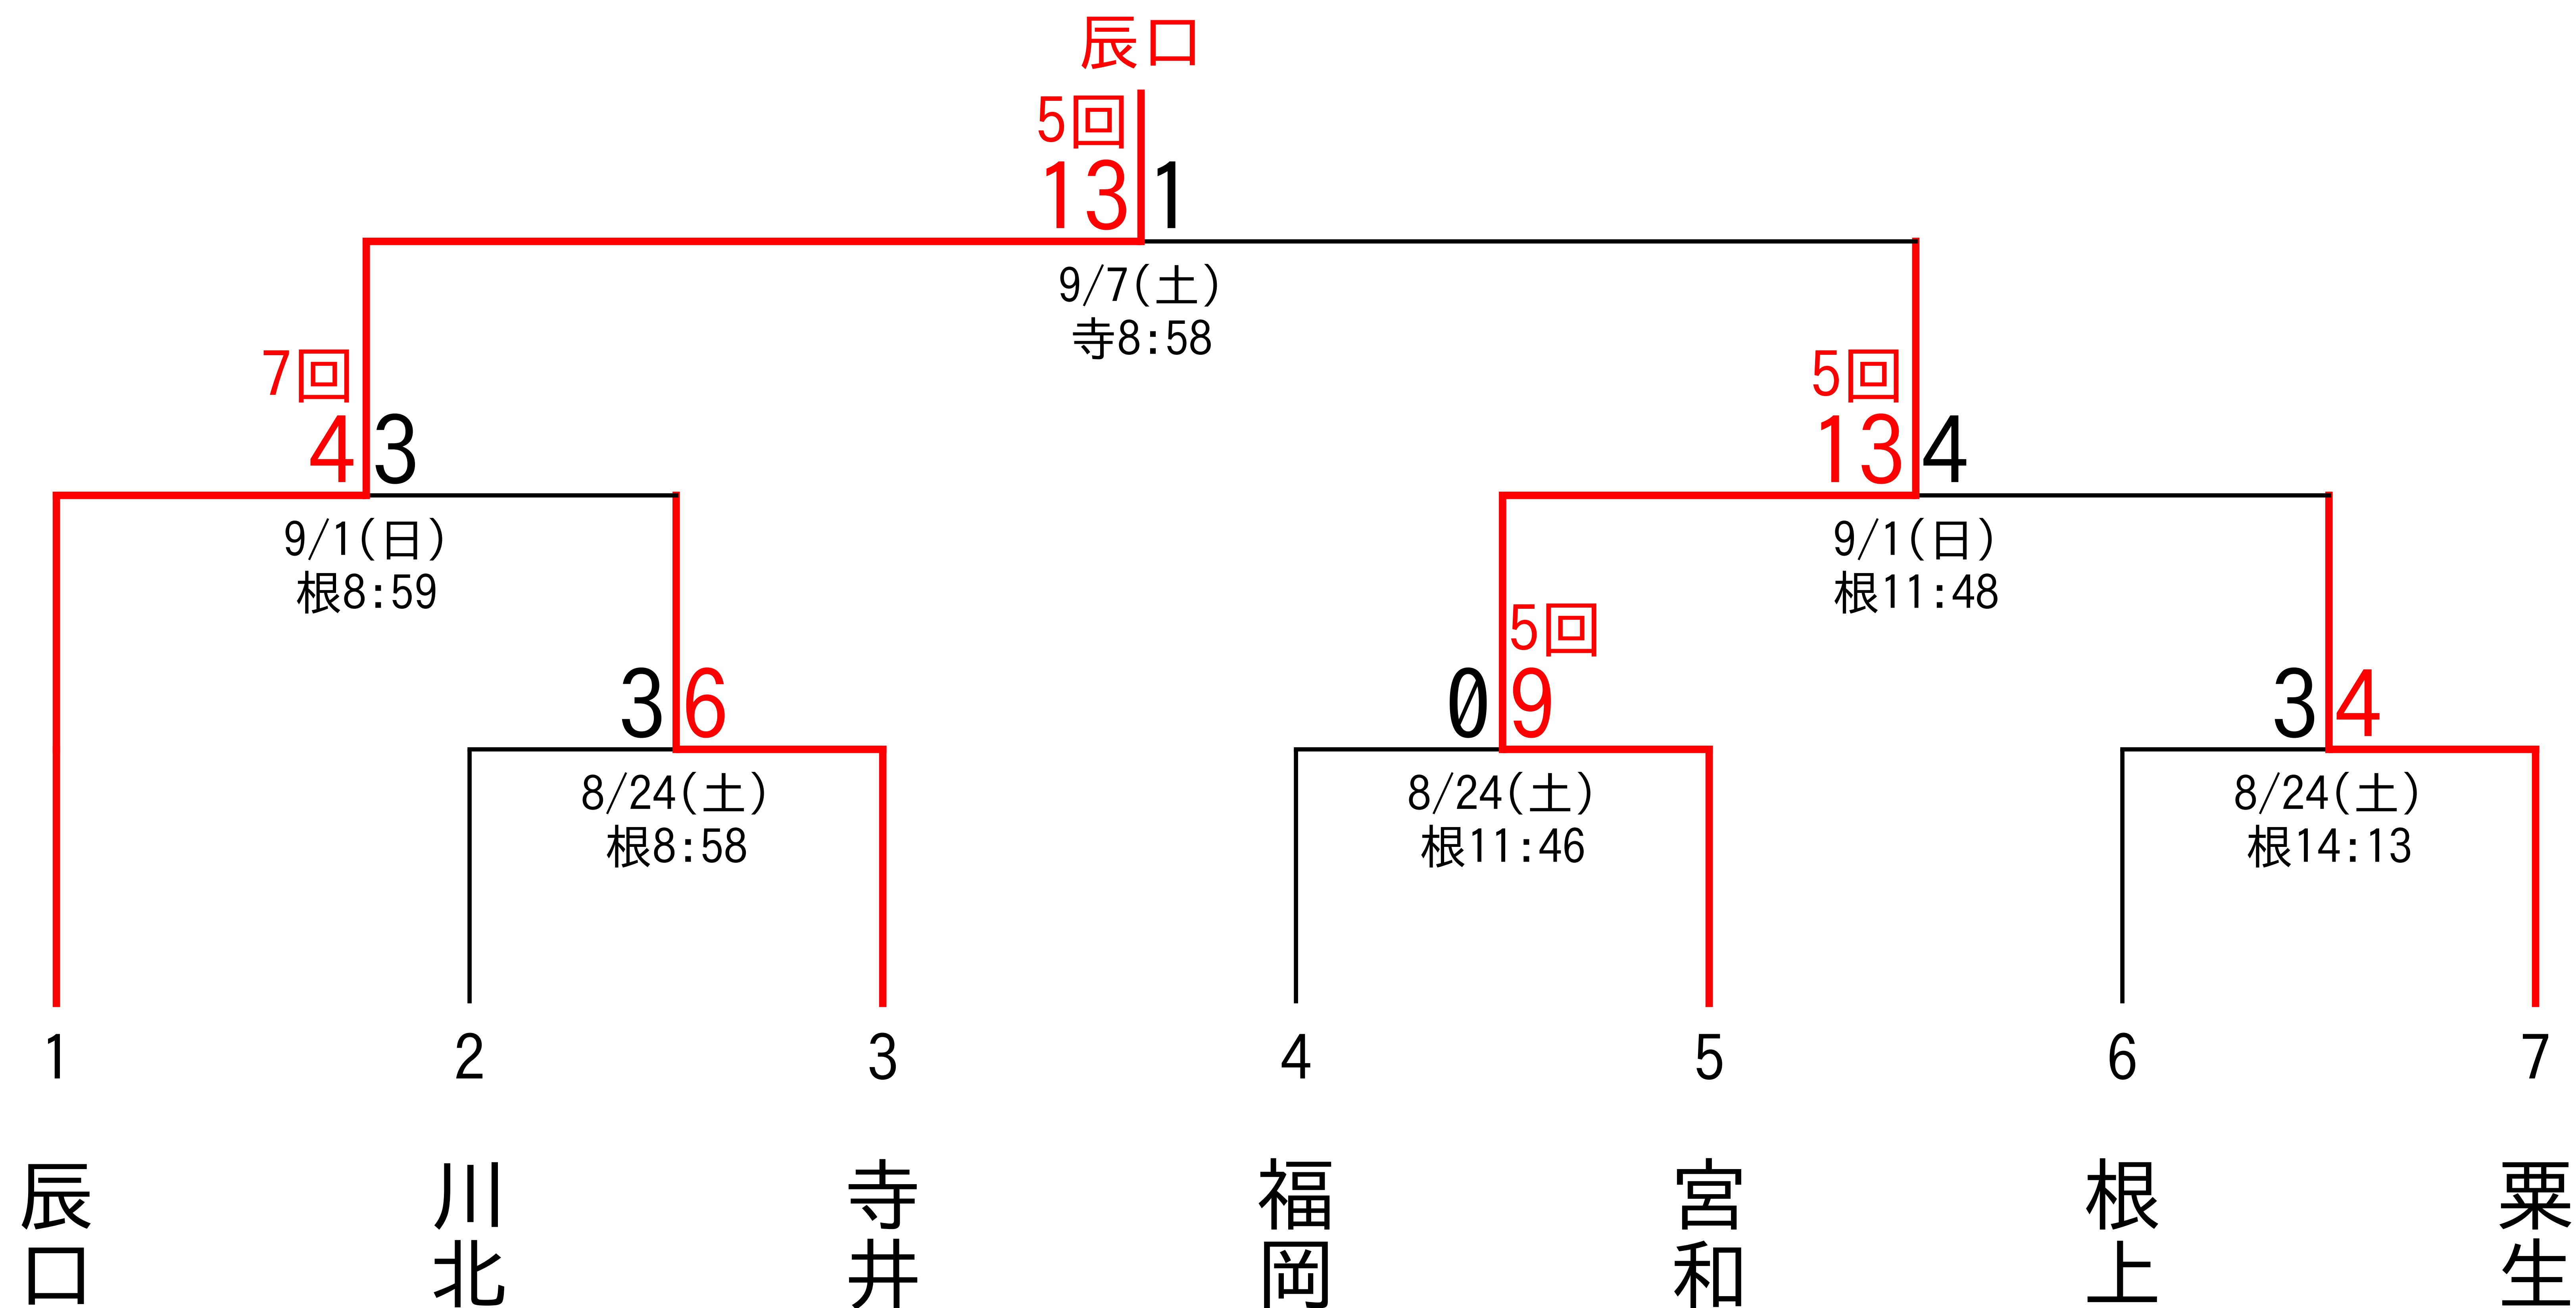 辰口
5回
13 1
9/7(土)
寺8:58
7回
4 3
9/1(日)
根8:59
5回
13 4
9/1(日)
根11:48
3 6
8/24(土)
根8:58
5回
0 9
8/24(土)
根11:46
3 4
8/24(土)
根14:13
1 2 3 4 5 6 7
辰口
川北
寺井
福岡
宮和
根上
粟生